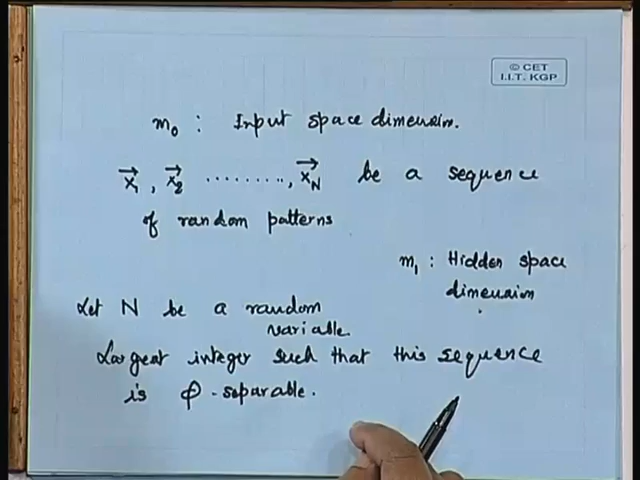 © CET
I.I.T. KGP
m₀ : Input space dimension.
x⃗₁, x⃗₂ ........., x⃗N be a sequence
of random patterns
m₁ : Hidden space
dimension
Let N be a random
variable.
Largest integer such that this sequence
is φ-separable.